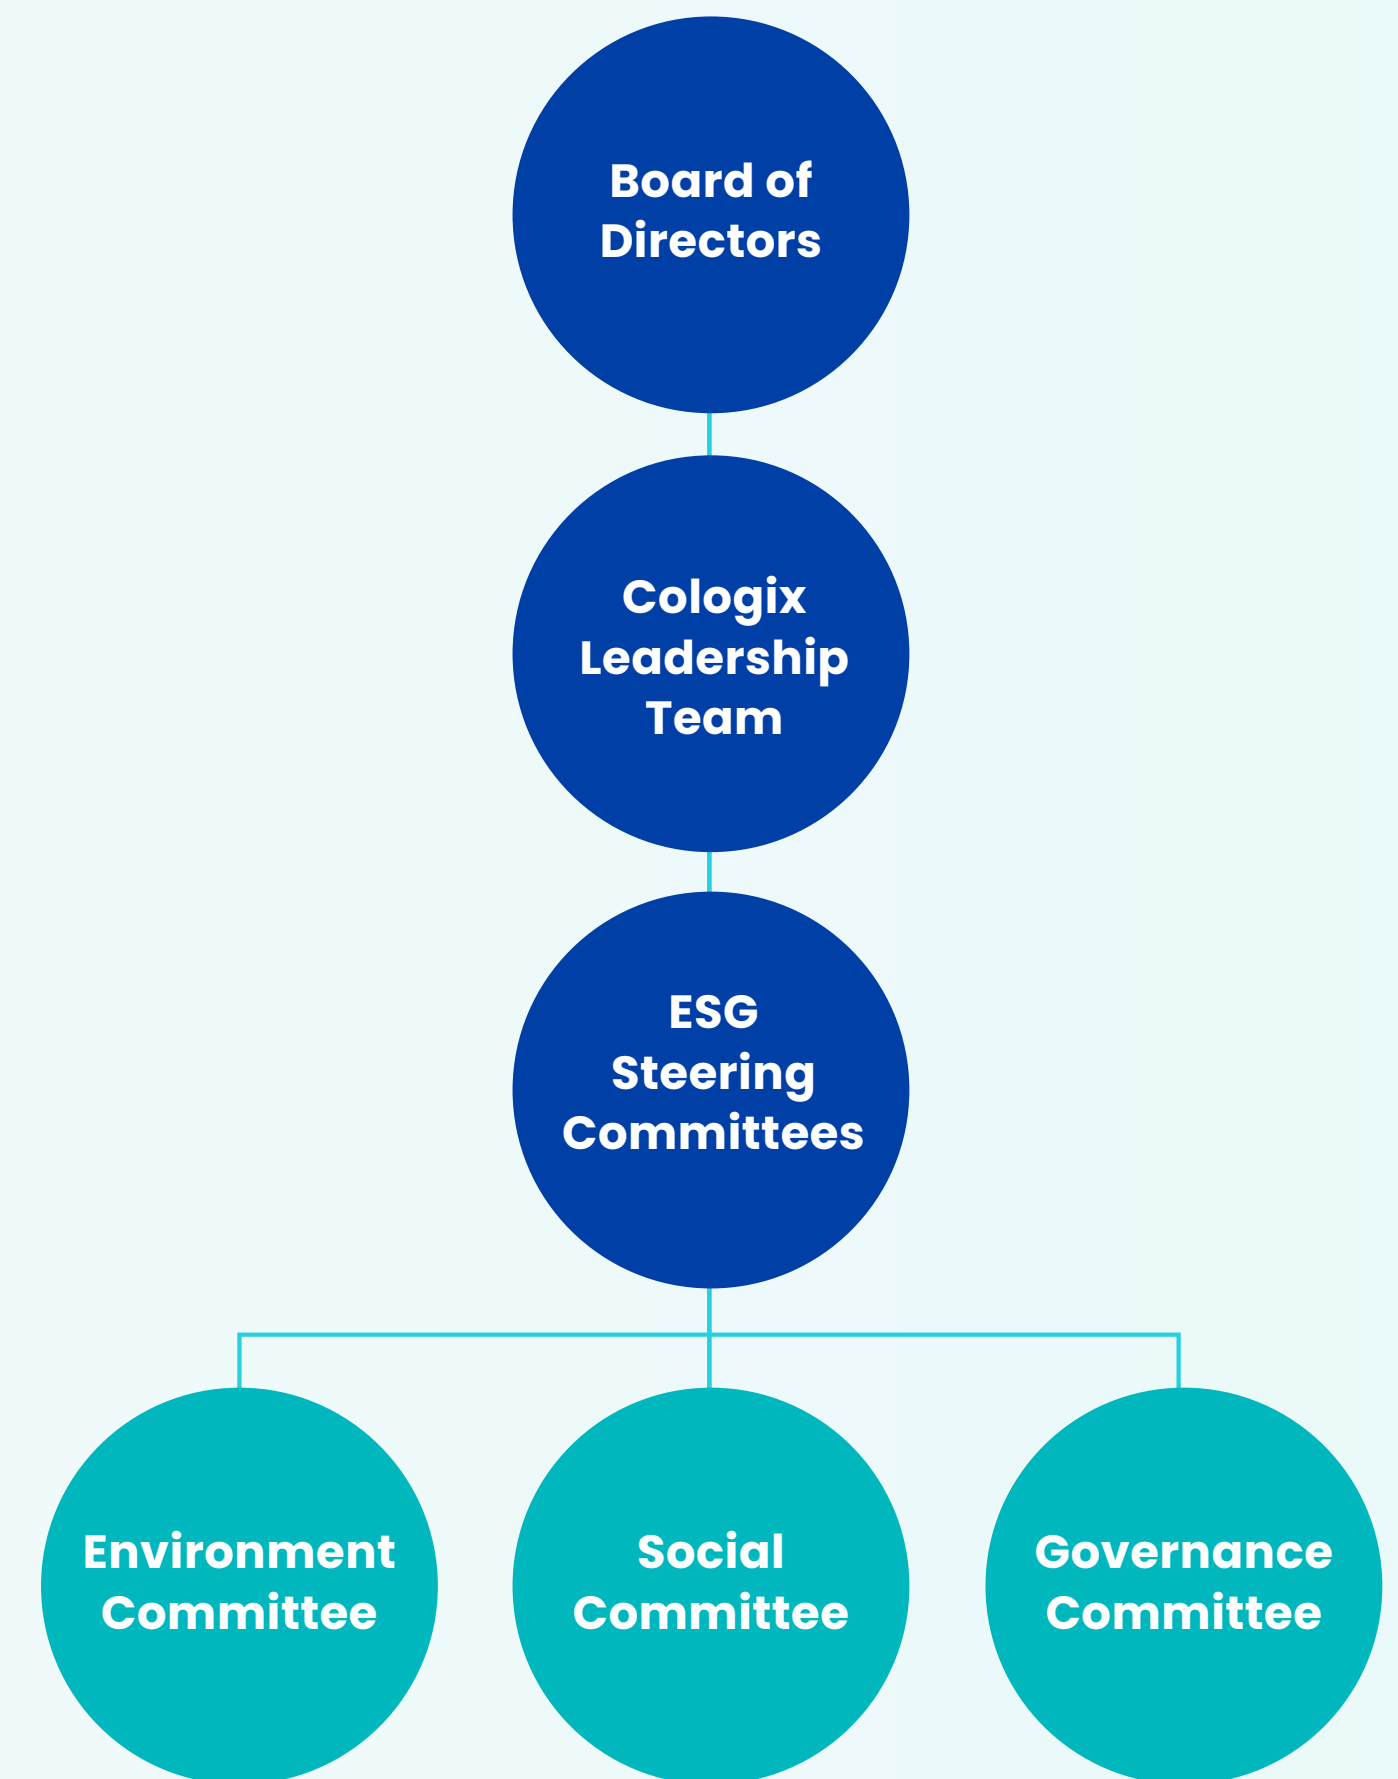 Board of
Directors
Cologix
Leadership
Team
ESG
Steering
Committees
Environment
Committee
Social
Committee
Governance
Committee